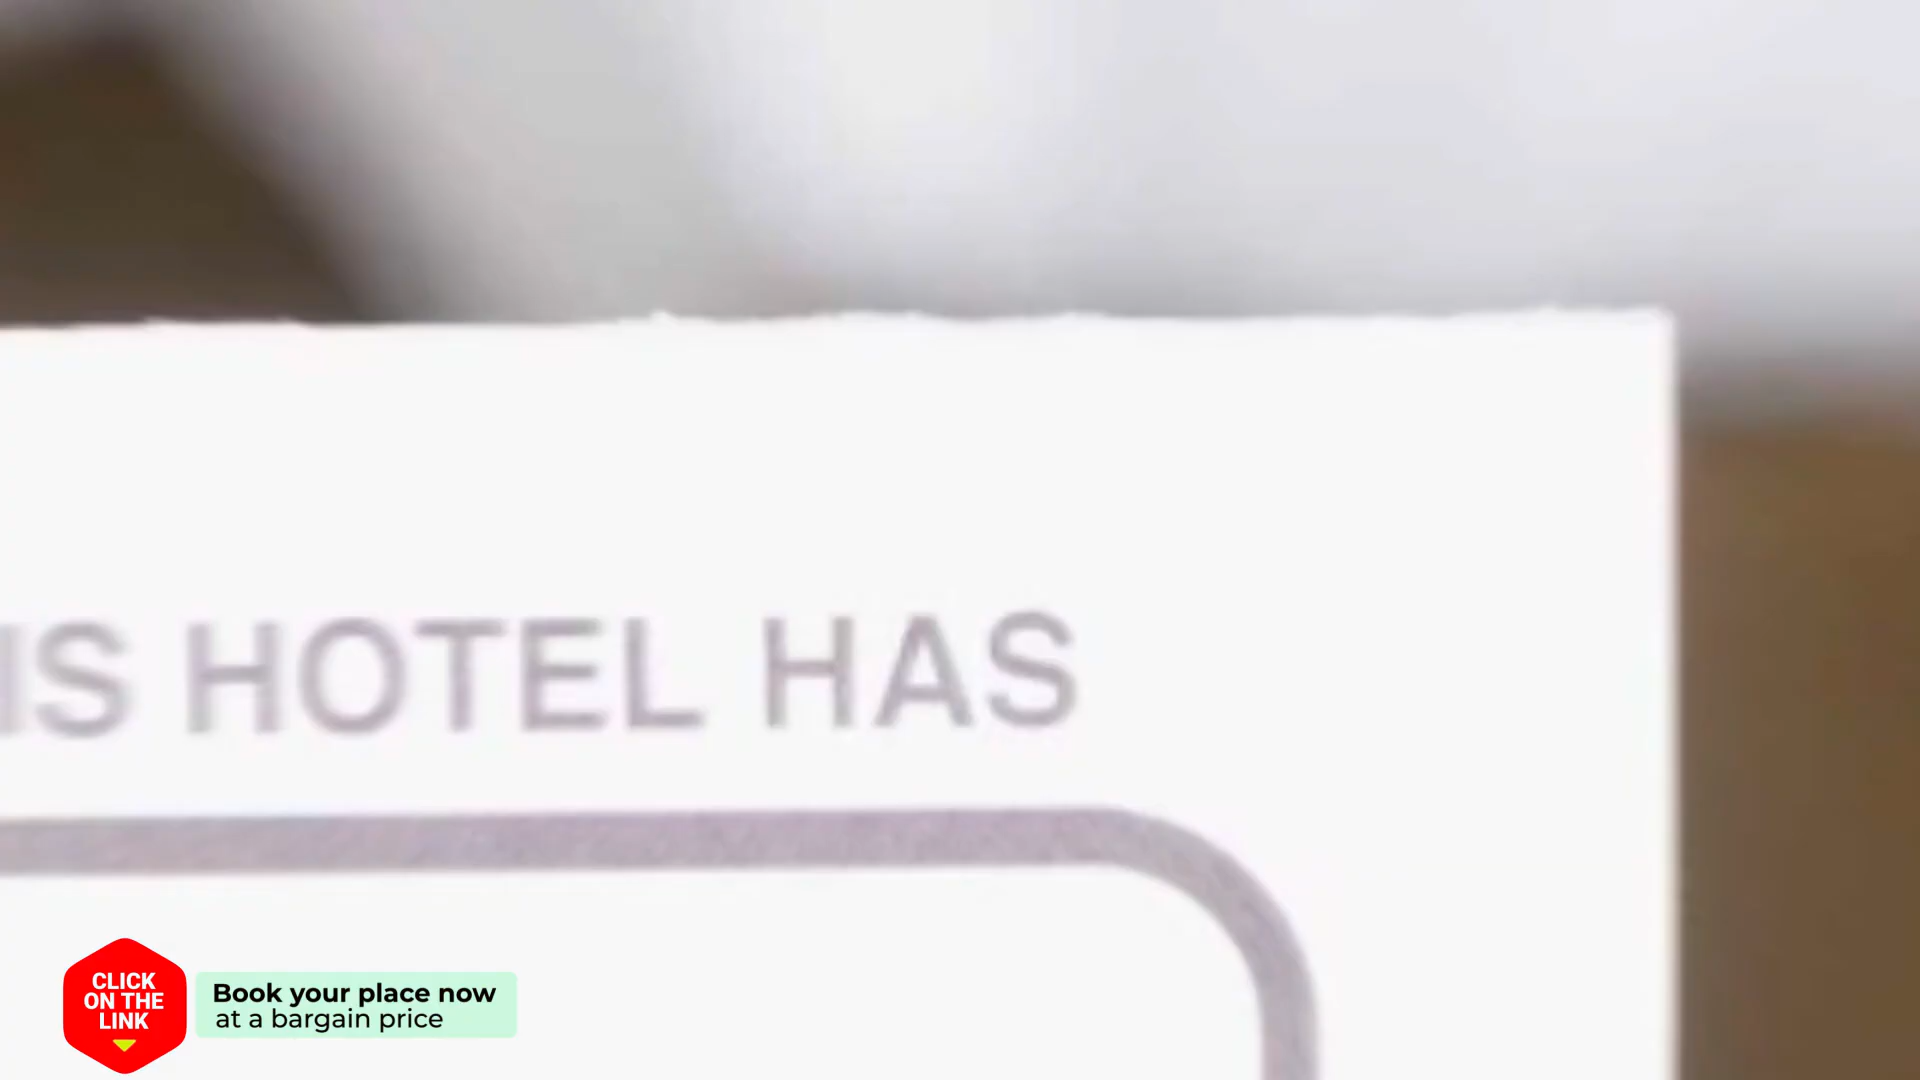 IS HOTEL HAS
CLICK
ON THE
LINK
Book your place now
at a bargain price